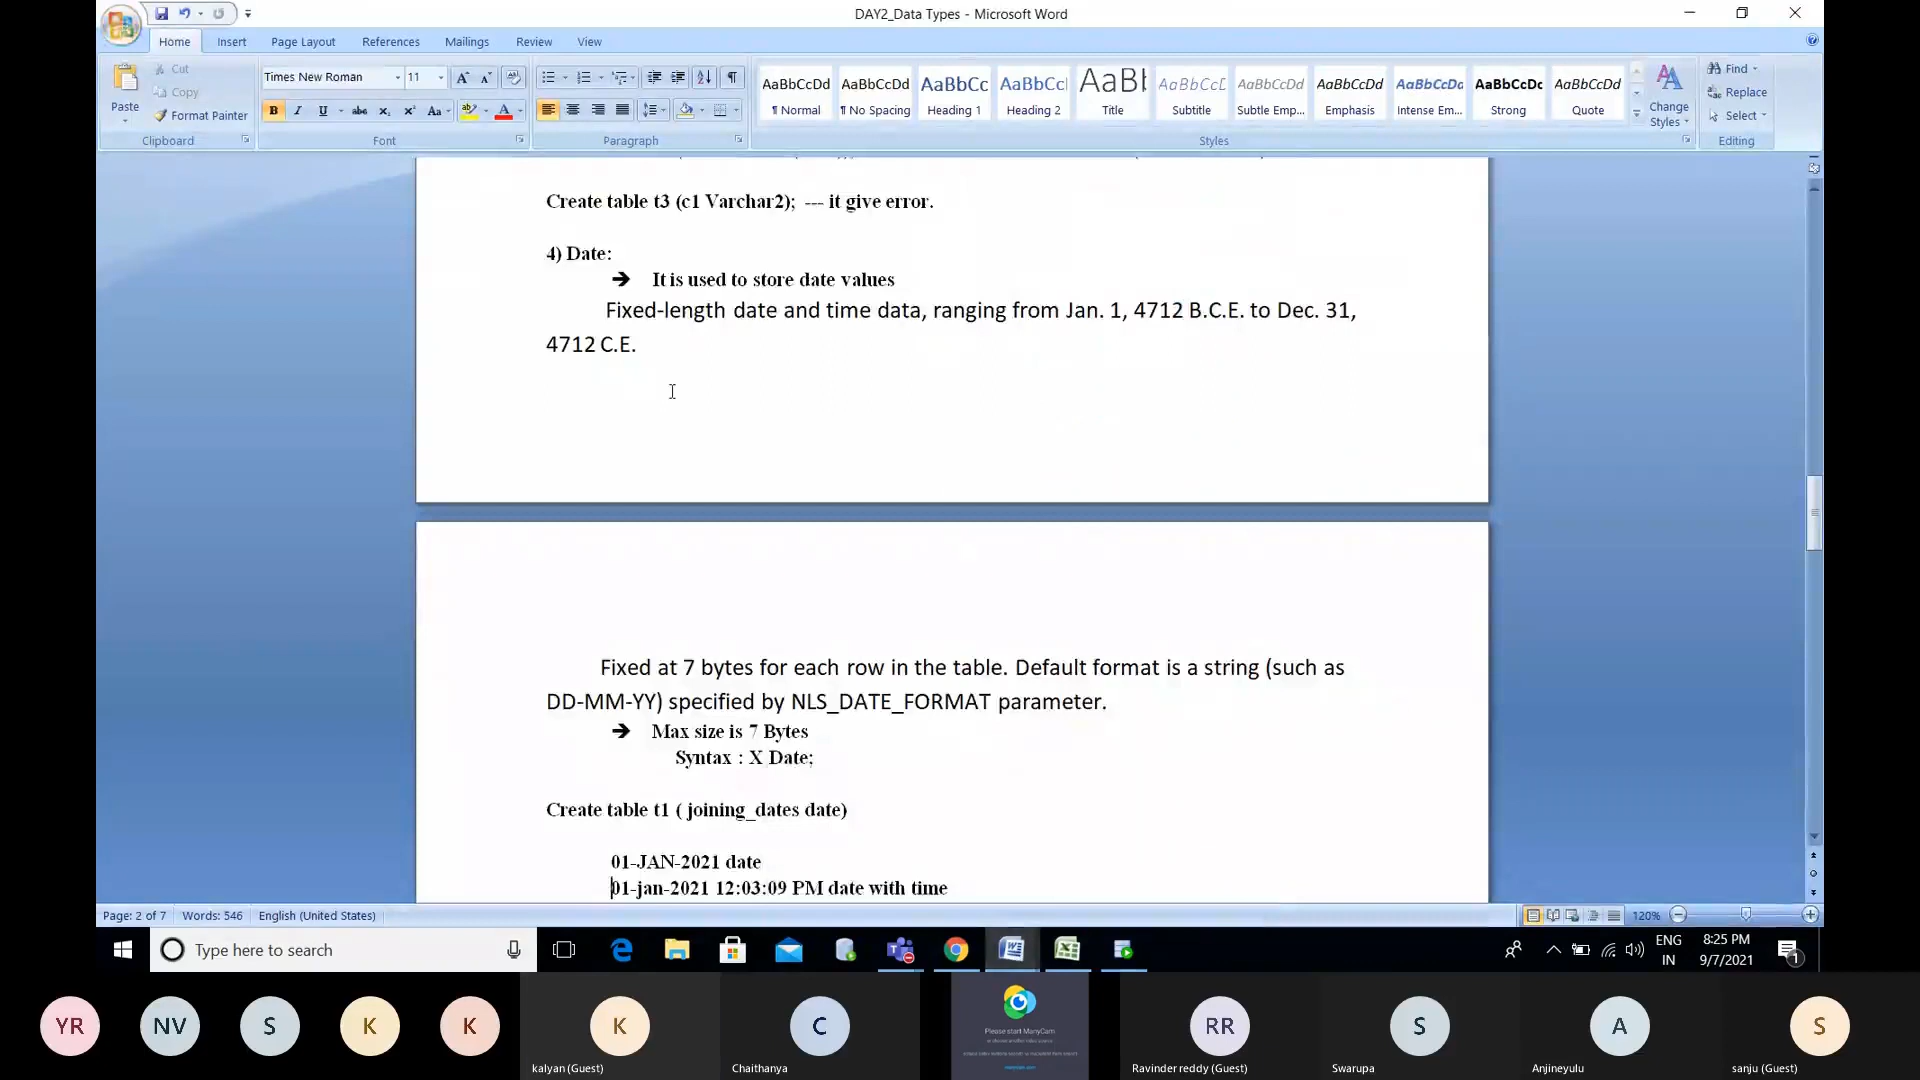 DAY2_Data Types - Microsoft Word
Home Insert Page Layout References Mailings Review View
Paste
Cut
Copy
Format Painter
Clipboard
Times New Roman 11
Font
Paragraph
AaBbCcDd AaBbCcDd AaBbCc AaBbCc AaBl AaBbCcD AaBbCcDd AaBbCcDd AaBbCcDd AaBbCcDc AaBbCcDd
¶ Normal ¶ No Spacing Heading 1 Heading 2 Title Subtitle Subtle Emp... Emphasis Intense Em... Strong Quote
Change Styles
Styles
Find
Replace
Select
Editing
Create table t3 (c1 Varchar2); --- it give error.
4) Date:
➔ It is used to store date values
Fixed-length date and time data, ranging from Jan. 1, 4712 B.C.E. to Dec. 31,
4712 C.E.
Fixed at 7 bytes for each row in the table. Default format is a string (such as
DD-MM-YY) specified by NLS_DATE_FORMAT parameter.
➔ Max size is 7 Bytes
Syntax : X Date;
Create table t1 ( joining_dates date)
01-JAN-2021 date
01-jan-2021 12:03:09 PM date with time
Page: 2 of 7 Words: 546 English (United States) 120%
Type here to search
ENG
IN
8:25 PM
9/7/2021
1
YR NV S K K K C RR S A S
Please start ManyCam
kalyan (Guest) Chaithanya Ravinder reddy (Guest) Swarupa Anjineyulu sanju (Guest)